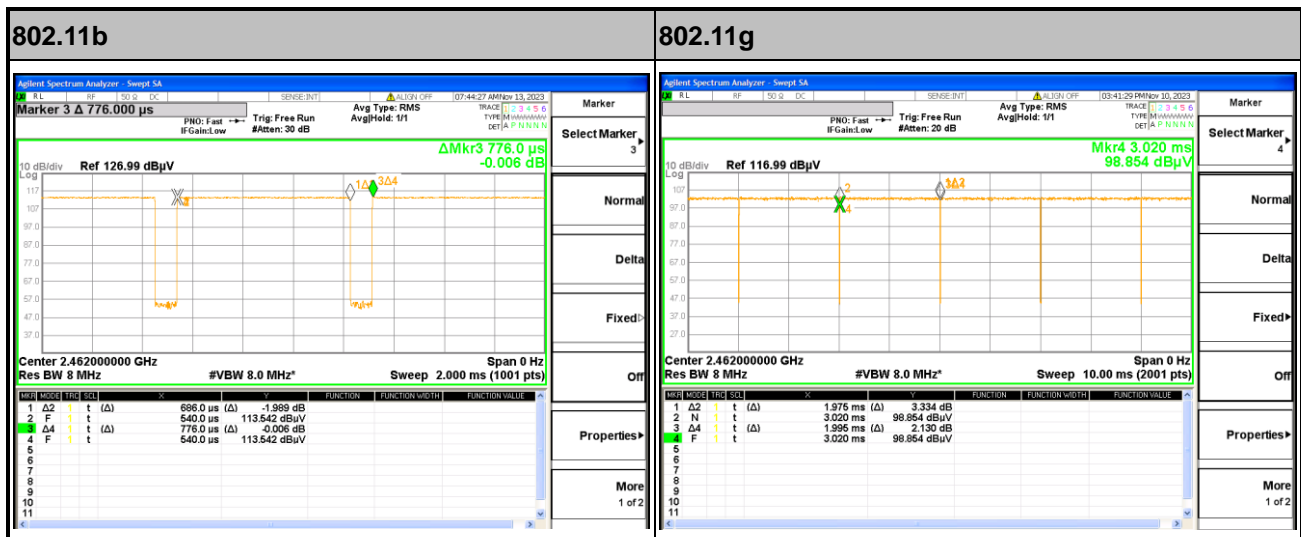 802.11b
Agilent Spectrum Analyzer - Swept SA
RL RF 50 Ω DC SENSE:INT ALIGN OFF 07:44:27 AM Nov 13, 2023
Marker 3 Δ 776.000 µs
PNO: Fast
IFGain:Low
Trig: Free Run
#Atten: 30 dB
Avg Type: RMS
Avg|Hold: 1/1
TRACE 1 2 3 4 5 6
TYPE M
DET A P N N N N
ΔMkr3 776.0 µs
-0.006 dB
10 dB/div Ref 126.99 dBµV
Log
117
107
97.0
87.0
77.0
67.0
57.0
47.0
37.0
3Δ4
Center 2.462000000 GHz Span 0 Hz
Res BW 8 MHz #VBW 8.0 MHz* Sweep 2.000 ms (1001 pts)
MKR MODE TRC SCL X Y FUNCTION FUNCTION WIDTH FUNCTION VALUE
1 Δ2 1 t (Δ) 686.0 µs (Δ) -1.989 dB
2 F 1 t 540.0 µs 113.542 dBµV
3 Δ4 1 t (Δ) 776.0 µs (Δ) -0.006 dB
4 F 1 t 540.0 µs 113.542 dBµV
5
6
7
8
9
10
11
Marker
Select Marker
3
Normal
Delta
Fixed
Off
Properties
More
1 of 2
802.11g
Agilent Spectrum Analyzer - Swept SA
RL RF 50 Ω DC SENSE:INT ALIGN OFF 03:41:29 PM Nov 10, 2023
PNO: Fast
IFGain:Low
Trig: Free Run
#Atten: 20 dB
Avg Type: RMS
Avg|Hold: 1/1
TRACE 1 2 3 4 5 6
TYPE M
DET A P N N N N
Mkr4 3.020 ms
98.854 dBµV
10 dB/div Ref 116.99 dBµV
Log
107
97.0
87.0
77.0
67.0
57.0
47.0
37.0
27.0
2
4
Center 2.462000000 GHz Span 0 Hz
Res BW 8 MHz #VBW 8.0 MHz* Sweep 10.00 ms (2001 pts)
MKR MODE TRC SCL X Y FUNCTION FUNCTION WIDTH FUNCTION VALUE
1 Δ2 1 t (Δ) 1.975 ms (Δ) 3.334 dB
2 N 1 t 3.020 ms 98.854 dBµV
3 Δ4 1 t (Δ) 1.995 ms (Δ) 2.130 dB
4 F 1 t 3.020 ms 98.854 dBµV
5
6
7
8
9
10
11
Marker
Select Marker
4
Normal
Delta
Fixed
Off
Properties
More
1 of 2